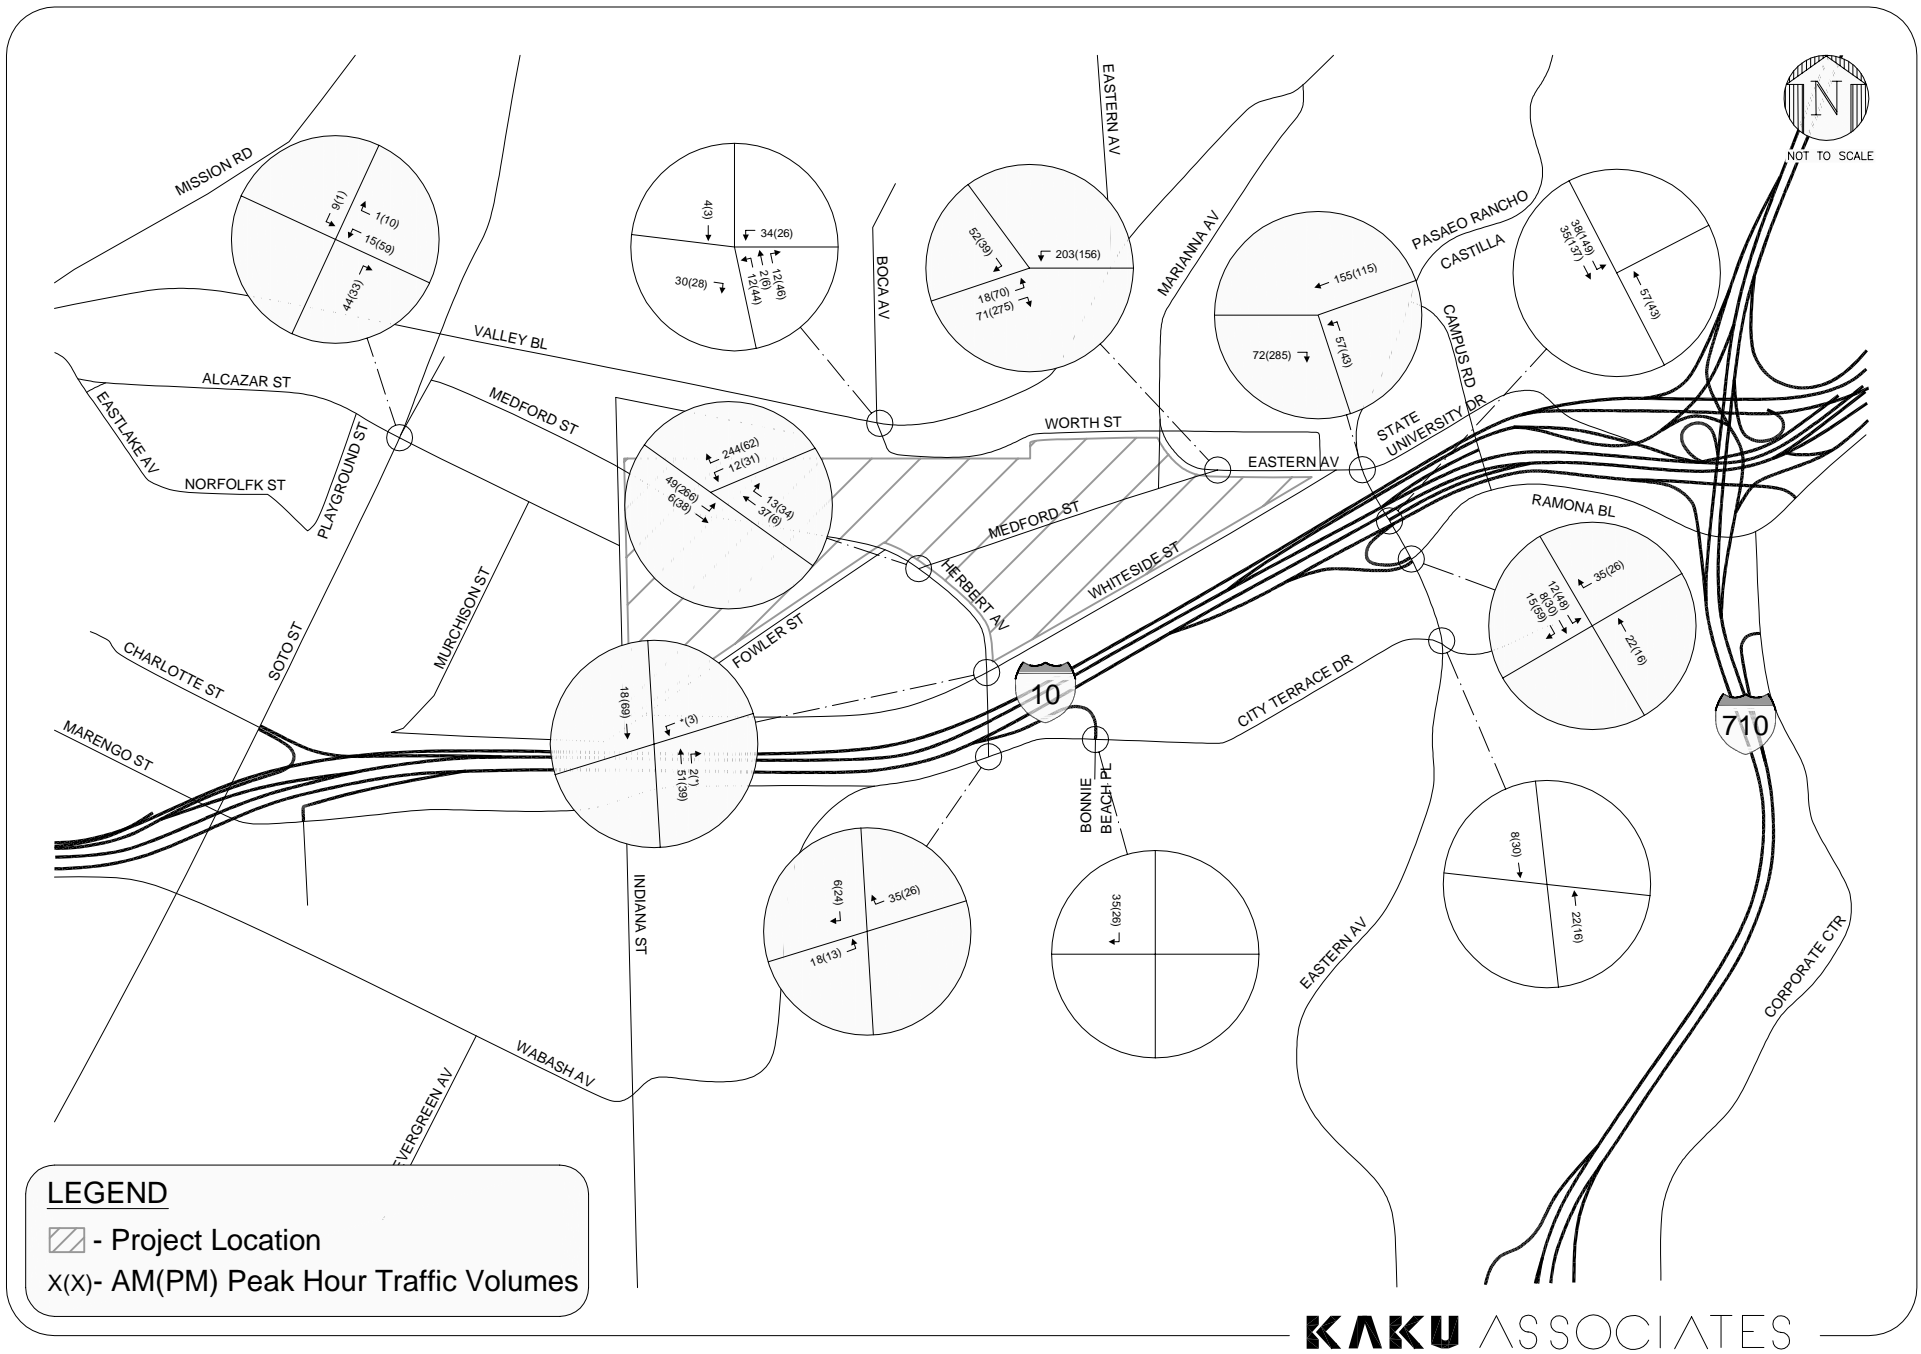 N
NOT TO SCALE
MISSION RD
9(1)
1(10)
15(59)
44(33)
4(3)
34(26)
30(28)
12(46)
2(6)
12(44)
BOCA AV
EASTERN AV
52(39)
203(156)
18(70)
71(275)
MARIANNA AV
155(115)
72(285)
57(43)
PASAEO RANCHO
CASTILLA
38(149)
35(137)
57(43)
CAMPUS RD
VALLEY BL
ALCAZAR ST
EASTLAKE AV
NORFOLFK ST
PLAYGROUND ST
MEDFORD ST
WORTH ST
EASTERN AV
STATE
UNIVERSITY DR
RAMONA BL
244(62)
12(31)
49(266)
6(38)
13(34)
37(6)
MEDFORD ST
HERBERT AV
WHITESIDE ST
FOWLER ST
MURCHISON ST
SOTO ST
CHARLOTTE ST
MARENGO ST
18(69)
*(3)
2(*)
51(39)
10
CITY TERRACE DR
35(26)
12(48)
8(30)
15(59)
22(16)
710
BONNIE
BEACH PL
INDIANA ST
6(24)
35(26)
18(13)
35(26)
8(30)
22(16)
EASTERN AV
CORPORATE CTR
WABASH AV
EVERGREEN AV
LEGEND
- Project Location
X(X)- AM(PM) Peak Hour Traffic Volumes
KAKU ASSOCIATES